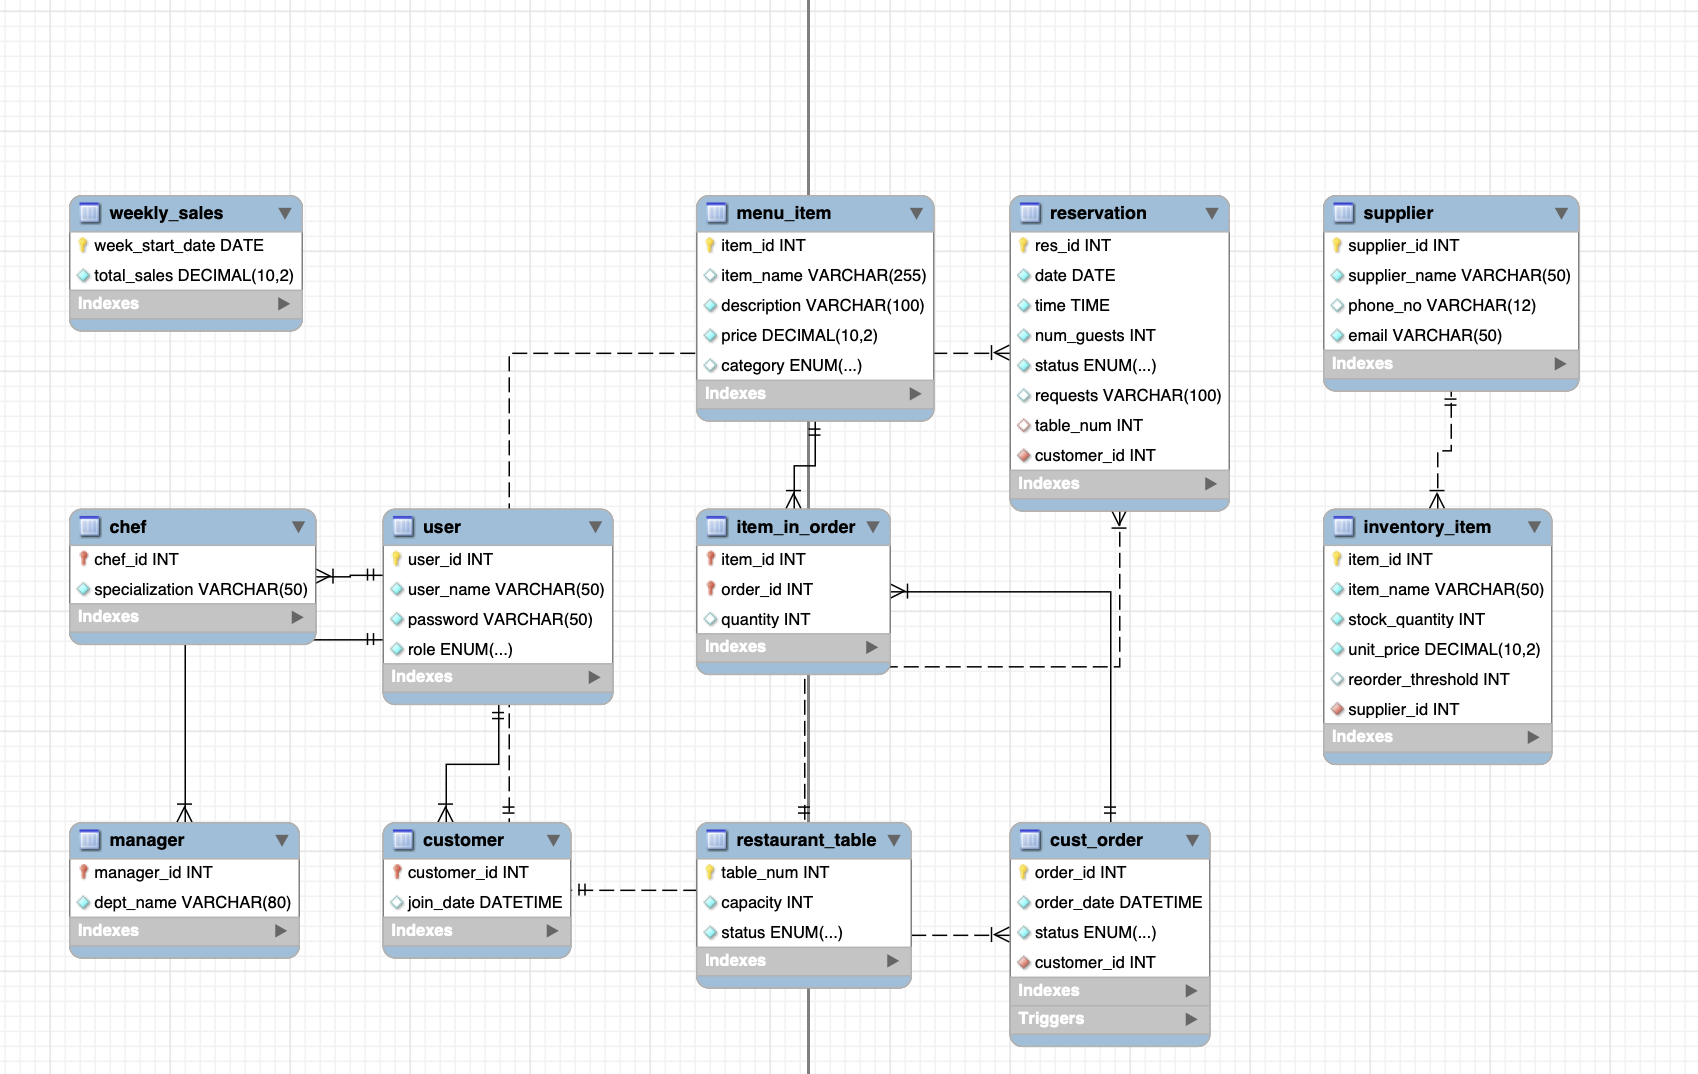 weekly_sales
week_start_date DATE
total_sales DECIMAL(10,2)
Indexes
menu_item
item_id INT
item_name VARCHAR(255)
description VARCHAR(100)
price DECIMAL(10,2)
category ENUM(...)
Indexes
reservation
res_id INT
date DATE
time TIME
num_guests INT
status ENUM(...)
requests VARCHAR(100)
table_num INT
customer_id INT
Indexes
supplier
supplier_id INT
supplier_name VARCHAR(50)
phone_no VARCHAR(12)
email VARCHAR(50)
Indexes
chef
chef_id INT
specialization VARCHAR(50)
Indexes
user
user_id INT
user_name VARCHAR(50)
password VARCHAR(50)
role ENUM(...)
Indexes
item_in_order
item_id INT
order_id INT
quantity INT
Indexes
inventory_item
item_id INT
item_name VARCHAR(50)
stock_quantity INT
unit_price DECIMAL(10,2)
reorder_threshold INT
supplier_id INT
Indexes
manager
manager_id INT
dept_name VARCHAR(80)
Indexes
customer
customer_id INT
join_date DATETIME
Indexes
restaurant_table
table_num INT
capacity INT
status ENUM(...)
Indexes
cust_order
order_id INT
order_date DATETIME
status ENUM(...)
customer_id INT
Indexes
Triggers